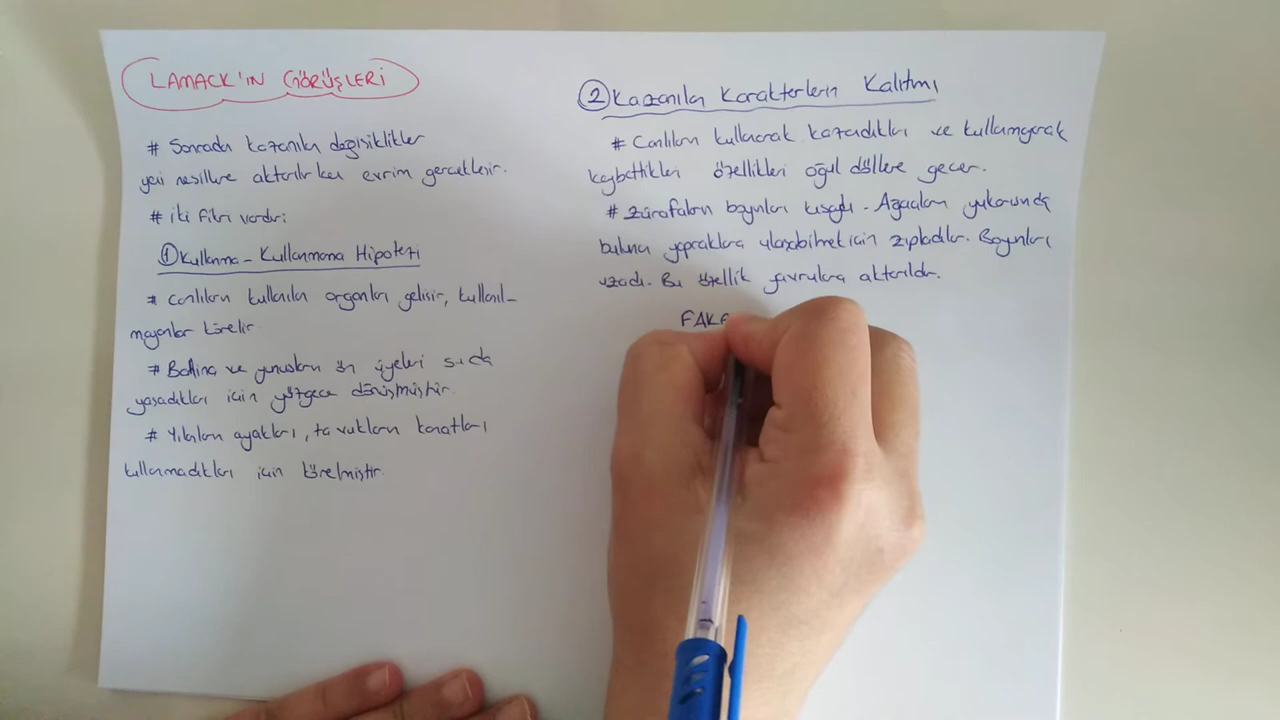 LAMACK'IN GÖRÜŞLERİ
# Sonradan kazanılan değişiklikler
yeni nesillere aktarılırken evrim gerçekleşir.
# iki fikri vardır:
① Kullanma - Kullanmama Hipotezi
# canlıların kullanılan organları gelişir, kullanıl-
mayanlar körelir.
# Balina ve yunusların ön üyeleri suda
yaşadıkları için yüzgece dönüşmüştür.
# Yılanların ayakları, tavukların kanatları
kullanmadıkları için körelmiştir.
② Kazanılan Karakterlerin Kalıtımı
# Canlıların kullanarak kazandıkları ve kullanmayarak
kaybettikleri özellikleri oğul döllere geçer.
# Zürafaların boyunları kısaydı. Ağaçların yukarısında
bulunan yapraklara ulaşabilmek için zıpladılar. Boyunları
uzadı. Bu özellik yavrulara aktarıldı.
FAKA